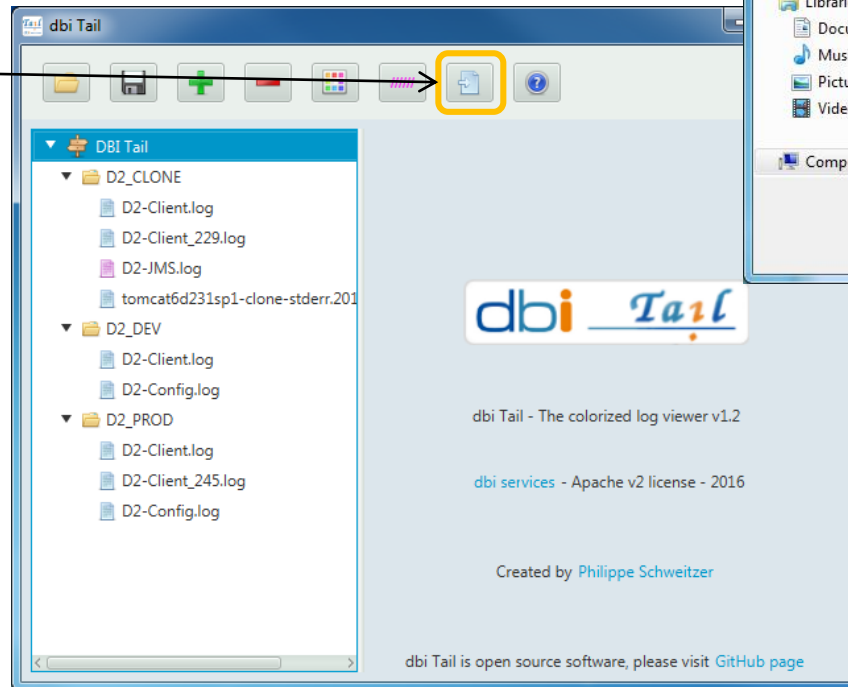 dbi Tail
DBI Tail
D2_CLONE
D2-Client.log
D2-Client_229.log
D2-JMS.log
tomcat6d231sp1-clone-stderr.201
D2_DEV
D2-Client.log
D2-Config.log
D2_PROD
D2-Client.log
D2-Client_245.log
D2-Config.log
dbi Tail
dbi Tail - The colorized log viewer v1.2
dbi services - Apache v2 license - 2016
Created by Philippe Schweitzer
dbi Tail is open source software, please visit GitHub page
Librari
Docu
Mus
Pictu
Vide
Comp